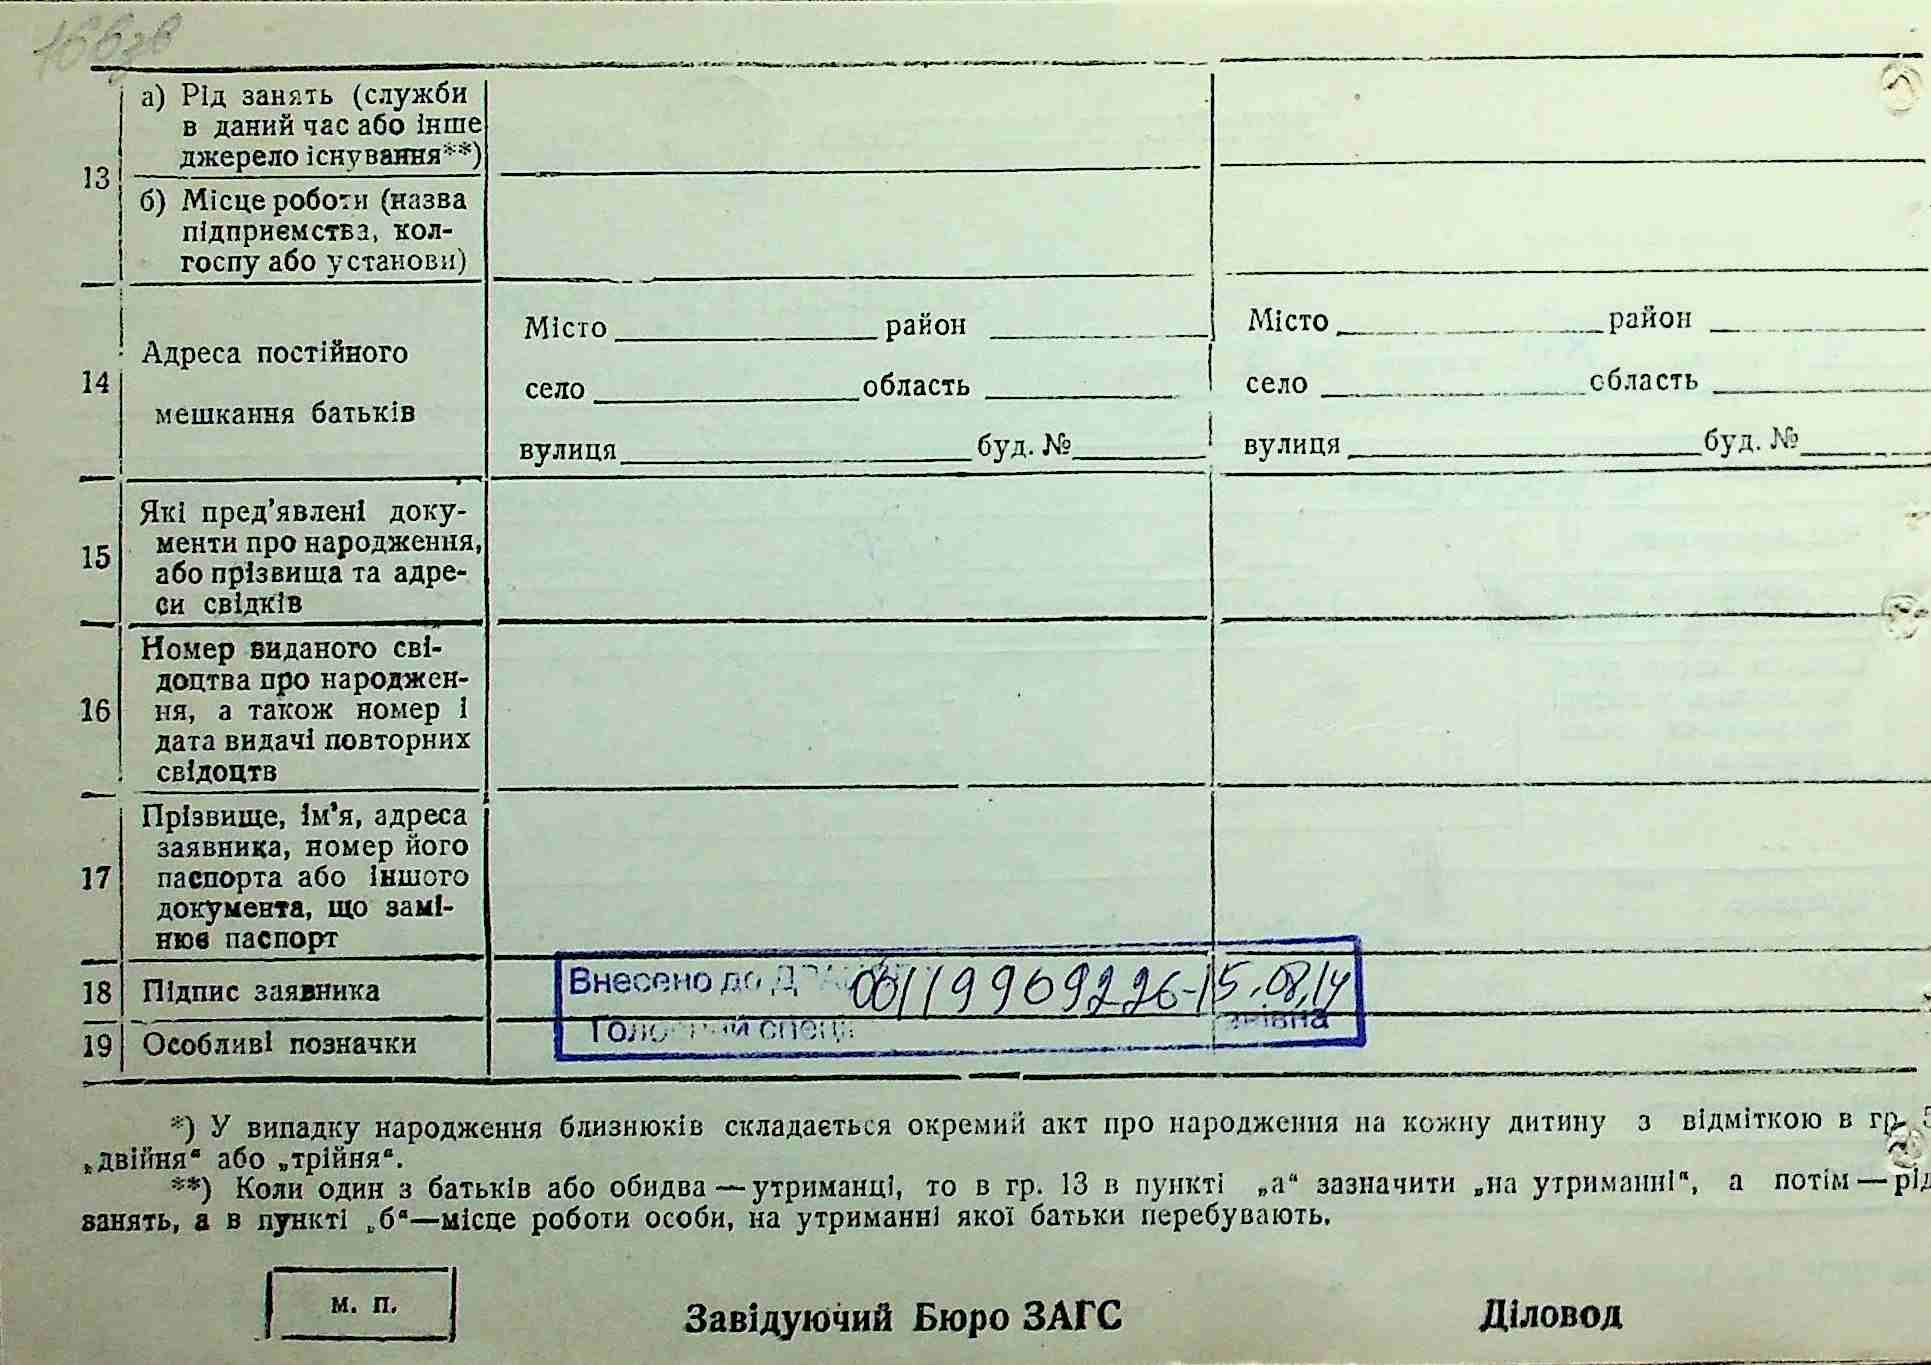 166зв
13
а) Рід занять (служби
в даний час або інше
джерело існування**)
б) Місце роботи (назва
підприємства, кол-
госпу або установи)
14
Адреса постійного
мешкання батьків
Місто район
село область
вулиця буд. №
Місто район
село область
вулиця буд. №
15
Які пред’явлені доку-
менти про народження,
або прізвища та адре-
си свідків
16
Номер виданого сві-
доцтва про народжен-
ня, а також номер і
дата видачі повторних
свідоцтв
17
Прізвище, ім’я, адреса
заявника, номер його
паспорта або іншого
документа, що замі-
нює паспорт
18 Підпис заявника
19 Особливі позначки
Внесено до 00119969226-15.08.14
*) У випадку народження близнюків складається окремий акт про народження на кожну дитину з відміткою в гр. 5
„двійня“ або „трійня“.
**) Коли один з батьків або обидва — утриманці, то в гр. 13 в пункті „а“ зазначити „на утриманні“, а потім — рід
занять, а в пункті „б“—місце роботи особи, на утриманні якої батьки перебувають.
м. п.
Завідуючий Бюро ЗАГС Діловод